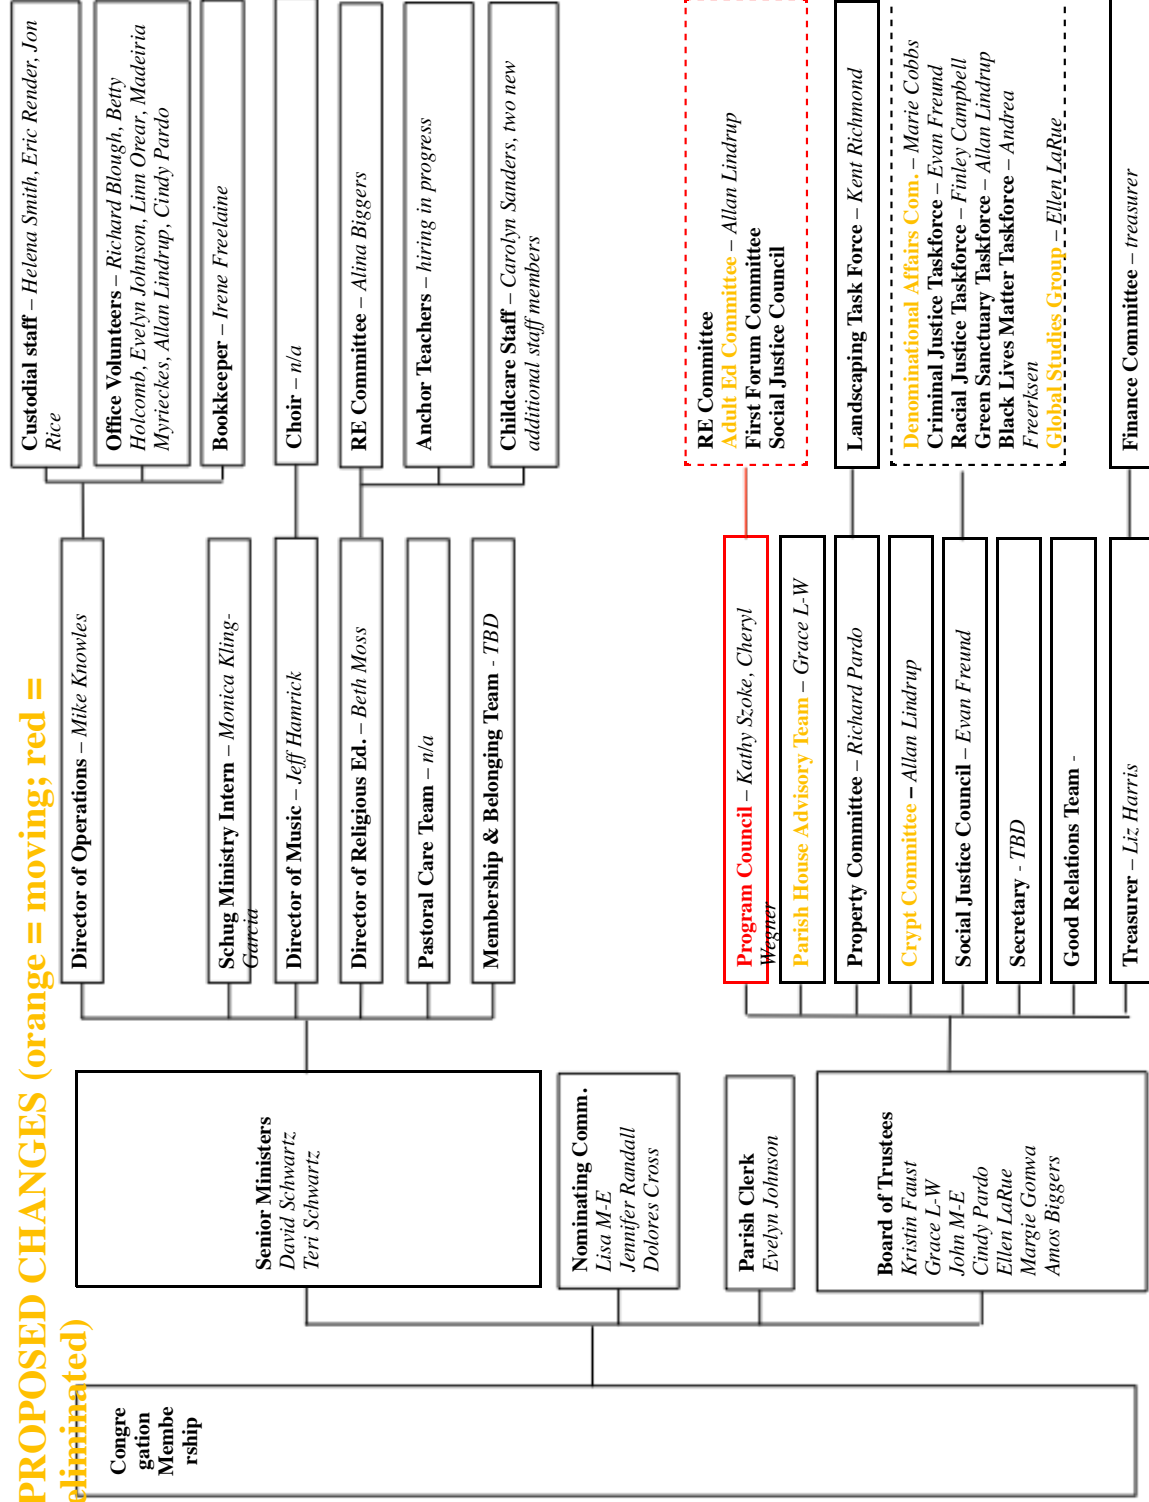 PROPOSED CHANGES (orange = moving; red =
eliminated)
Congre
gation
Membe
rship
Senior Ministers
David Schwartz
Teri Schwartz
Nominating Comm.
Lisa M-E
Jennifer Randall
Dolores Cross
Parish Clerk
Evelyn Johnson
Board of Trustees
Kristin Faust
Grace L-W
John M-E
Cindy Pardo
Ellen LaRue
Margie Gonwa
Amos Biggers
Director of Operations – Mike Knowles
Schug Ministry Intern – Monica Kling-
Garcia
Director of Music – Jeff Hamrick
Director of Religious Ed. – Beth Moss
Pastoral Care Team – n/a
Membership & Belonging Team - TBD
Program Council – Kathy Szoke, Cheryl
Wegner
Parish House Advisory Team – Grace L-W
Property Committee – Richard Pardo
Crypt Committee – Allan Lindrup
Social Justice Council – Evan Freund
Secretary - TBD
Good Relations Team -
Treasurer – Liz Harris
Custodial staff – Helena Smith, Eric Render, Jon
Rice
Office Volunteers – Richard Blough, Betty
Holcomb, Evelyn Johnson, Linn Orear, Madeiria
Myrieckes, Allan Lindrup, Cindy Pardo
Bookkeeper – Irene Freelaine
Choir – n/a
RE Committee – Alina Biggers
Anchor Teachers – hiring in progress
Childcare Staff – Carolyn Sanders, two new
additional staff members
RE Committee
Adult Ed Committee – Allan Lindrup
First Forum Committee
Social Justice Council
Landscaping Task Force – Kent Richmond
Denominational Affairs Com. – Marie Cobbs
Criminal Justice Taskforce – Evan Freund
Racial Justice Taskforce – Finley Campbell
Green Sanctuary Taskforce – Allan Lindrup
Black Lives Matter Taskforce – Andrea
Freerksen
Global Studies Group – Ellen LaRue
Finance Committee – treasurer